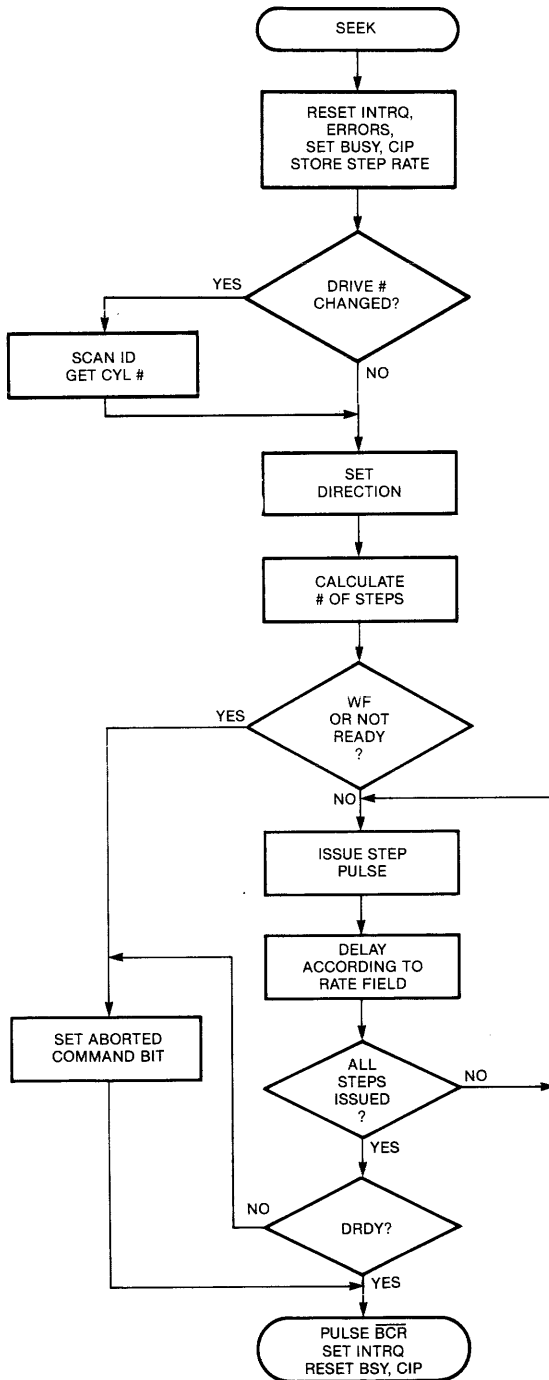 SEEK
RESET INTRQ,
ERRORS,
SET BUSY, CIP
STORE STEP RATE
DRIVE #
CHANGED?
YES
NO
SCAN ID
GET CYL #
SET
DIRECTION
CALCULATE
# OF STEPS
WF
OR NOT
READY
?
YES
NO
ISSUE STEP
PULSE
DELAY
ACCORDING TO
RATE FIELD
SET ABORTED
COMMAND BIT
ALL
STEPS
ISSUED
?
NO
YES
DRDY?
NO
YES
PULSE B̅C̅R̅
SET INTRQ
RESET BSY, CIP